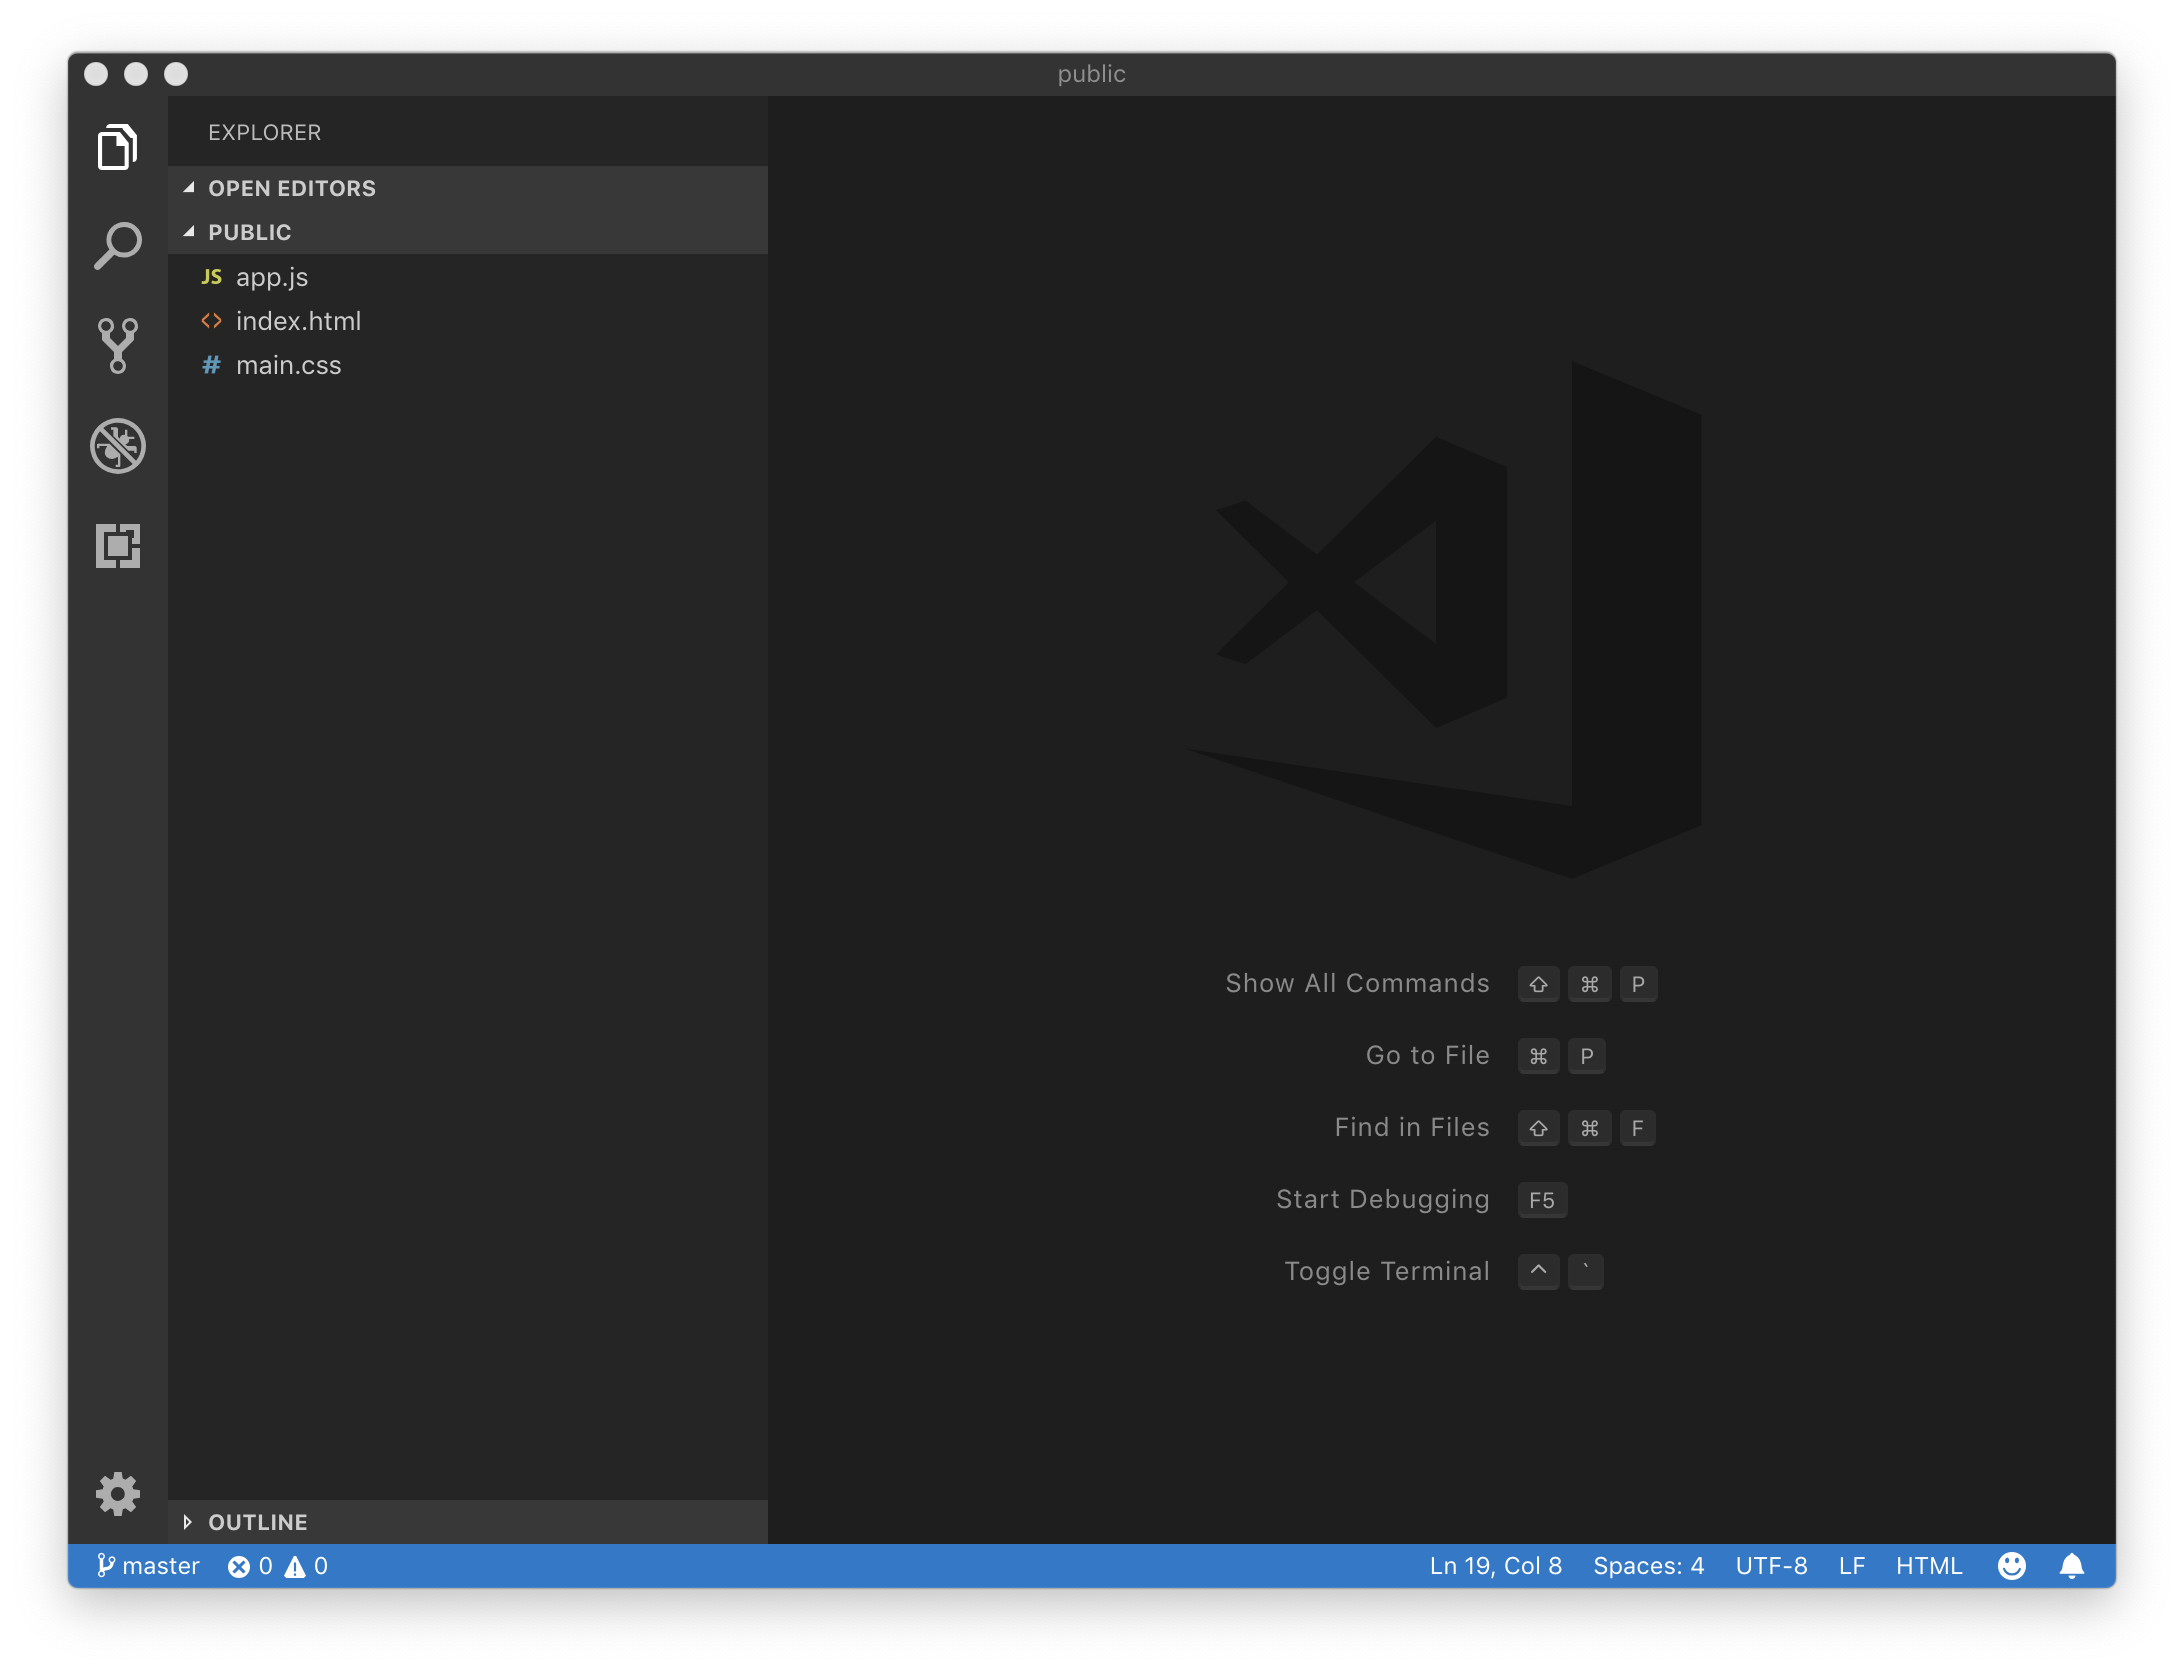 public
EXPLORER
OPEN EDITORS
PUBLIC
JS app.js
<> index.html
# main.css
Show All Commands ⇧ ⌘ P
Go to File ⌘ P
Find in Files ⇧ ⌘ F
Start Debugging F5
Toggle Terminal ^ `
OUTLINE
master 0 0 Ln 19, Col 8 Spaces: 4 UTF-8 LF HTML